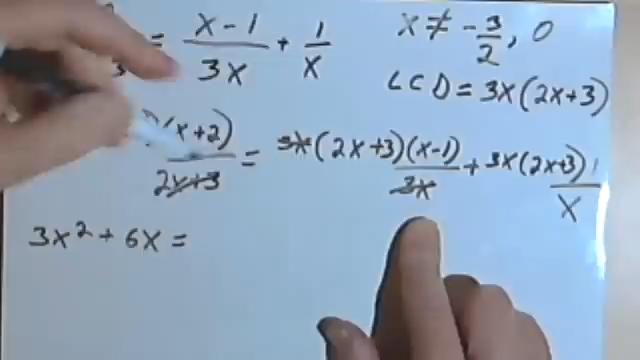 = x-1/3x + 1/x x ≠ -3/2, 0
LCD = 3x(2x+3)
(x+2)/2x+3 = 3x(2x+3)(x-1)/3x + 3x(2x+3)1/x
3x² + 6x =